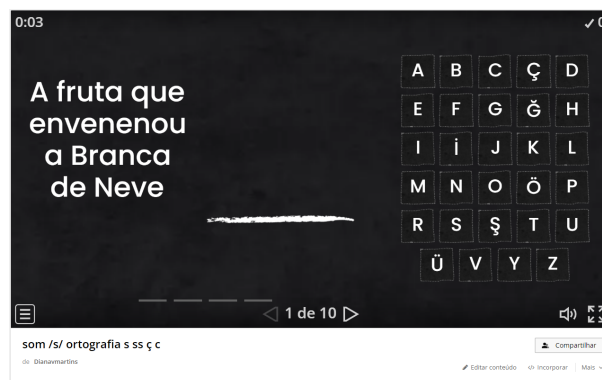 0:03
✓ 0
A fruta que
envenenou
a Branca
de Neve
A B C Ç D
E F G Ğ H
I İ J K L
M N O Ö P
R S Ş T U
Ü V Y Z
1 de 10
som /s/ ortografia s ss ç c
Compartilhar
de Dianavmartins
Editar conteúdo </> Incorporar Mais